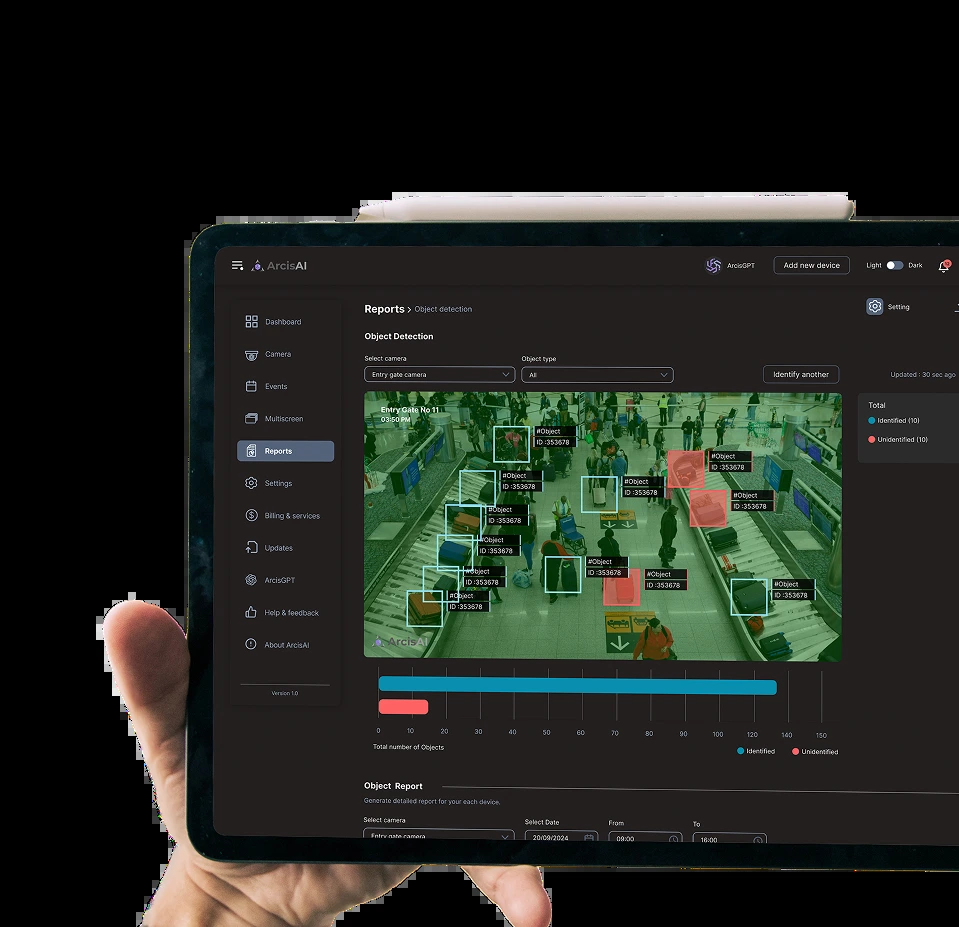 ArcisAI
ArcisGPT
Add new device
Light
Dark
Dashboard
Camera
Events
Multiscreen
Reports
Settings
Billing & services
Updates
ArcisGPT
Help & feedback
About ArcisAI
Version 1.0
Reports > Object detection
Setting
Object Detection
Select camera
Object type
Entry gate camera
All
Identify another
Updated : 30 sec ago
Entry Gate No 11
03:50 PM
#Object
ID :353678
#Object
ID :353678
#Object
ID :353678
#Object
ID :353678
#Object
ID :353678
#Object
ID :353678
#Object
ID :353678
#Object
ID :353678
#Object
ID :353678
#Object
ID :353678
#Object
ID :353678
#Object
ID :353678
ArcisAI
Total
Identified (10)
Unidentified (10)
0 10 20 30 40 50 60 70 80 90 100 120 140 150
Total number of Objects
Identified
Unidentified
Object Report
Generate detailed report for your each device.
Select camera
Select Date
From
To
Entry gate camera
20/09/2024
09:00
16:00